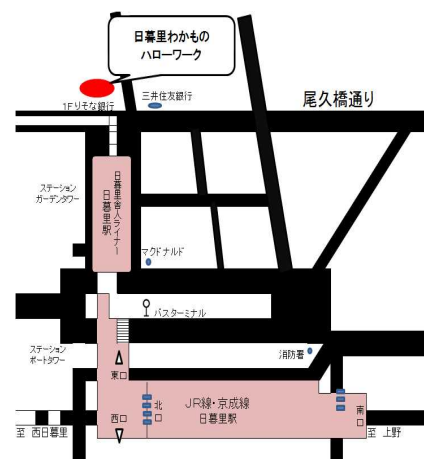 日暮里わかもの
ハローワーク
1Fりそな銀行
三井住友銀行
尾久橋通り
ステーション
ガーデンタワー
日暮里舎人ライナー
日暮里駅
マクドナルド
バスターミナル
ステーション
ポートタワー
消防署
東口
西口
北口
JR線・京成線
日暮里駅
南口
至 西日暮里
至 上野